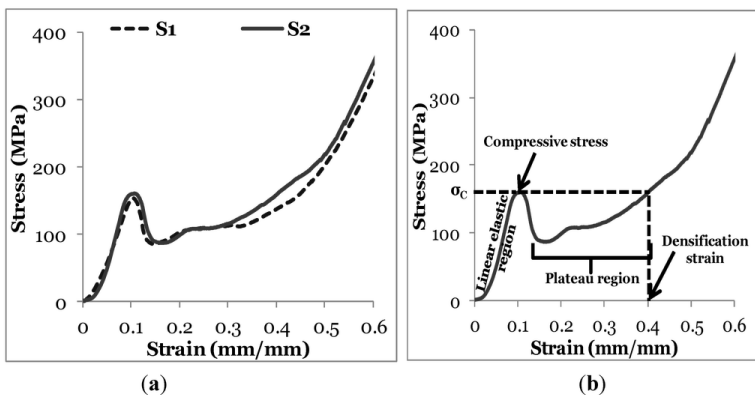 S1
S2
400
300
200
100
0
Stress (MPa)
0
0.1
0.2
0.3
0.4
0.5
0.6
Strain (mm/mm)
(a)
400
300
200
σC
100
0
Stress (MPa)
Compressive stress
Linear elastic
region
Plateau region
Densification
strain
0
0.1
0.2
0.3
0.4
0.5
0.6
Strain (mm/mm)
(b)